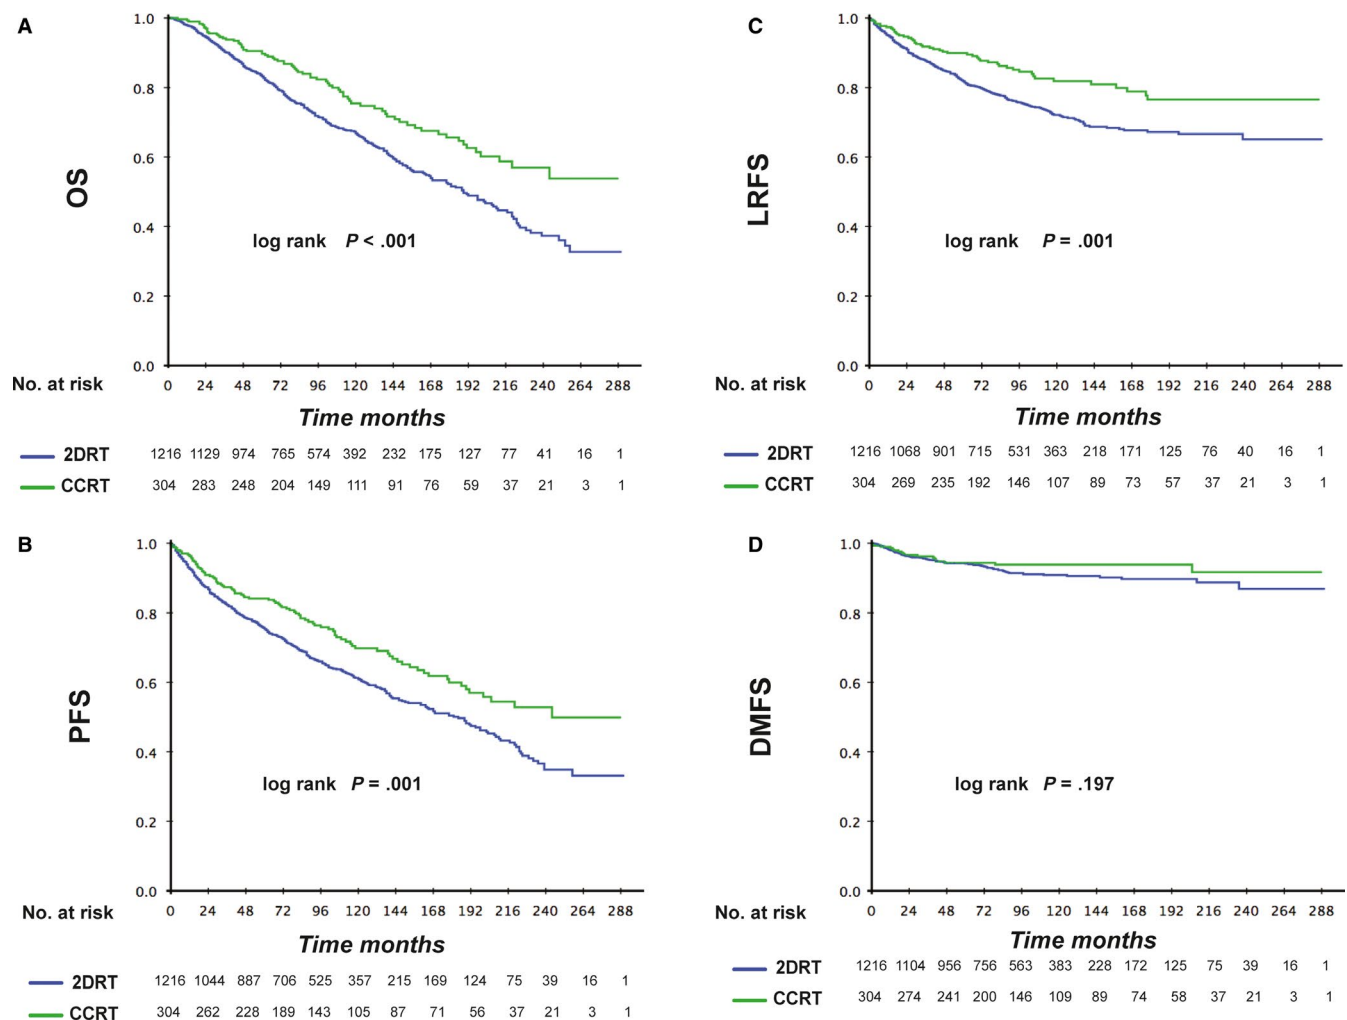 A
OS
1.0
0.8
0.6
0.4
0.2
0.0
log rank P < .001
0 24 48 72 96 120 144 168 192 216 240 264 288
No. at risk
Time months
2DRT 1216 1129 974 765 574 392 232 175 127 77 41 16 1
CCRT 304 283 248 204 149 111 91 76 59 37 21 3 1
B
PFS
1.0
0.8
0.6
0.4
0.2
0.0
log rank P = .001
0 24 48 72 96 120 144 168 192 216 240 264 288
No. at risk
Time months
2DRT 1216 1044 887 706 525 357 215 169 124 75 39 16 1
CCRT 304 262 228 189 143 105 87 71 56 37 21 3 1
C
LRFS
1.0
0.8
0.6
0.4
0.2
0.0
log rank P = .001
0 24 48 72 96 120 144 168 192 216 240 264 288
No. at risk
Time months
2DRT 1216 1068 901 715 531 363 218 171 125 76 40 16 1
CCRT 304 269 235 192 146 107 89 73 57 37 21 3 1
D
DMFS
1.0
0.8
0.6
0.4
0.2
0.0
log rank P = .197
0 24 48 72 96 120 144 168 192 216 240 264 288
No. at risk
Time months
2DRT 1216 1104 956 756 563 383 228 172 125 75 39 16 1
CCRT 304 274 241 200 146 109 89 74 58 37 21 3 1